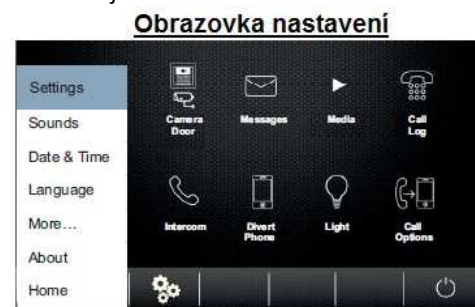 Obrazovka nastavení
Settings
Sounds
Date & Time
Language
More...
About
Home
Camera
Door
Messages
Media
Call
Log
Intercom
Divert
Phone
Light
Call
Options